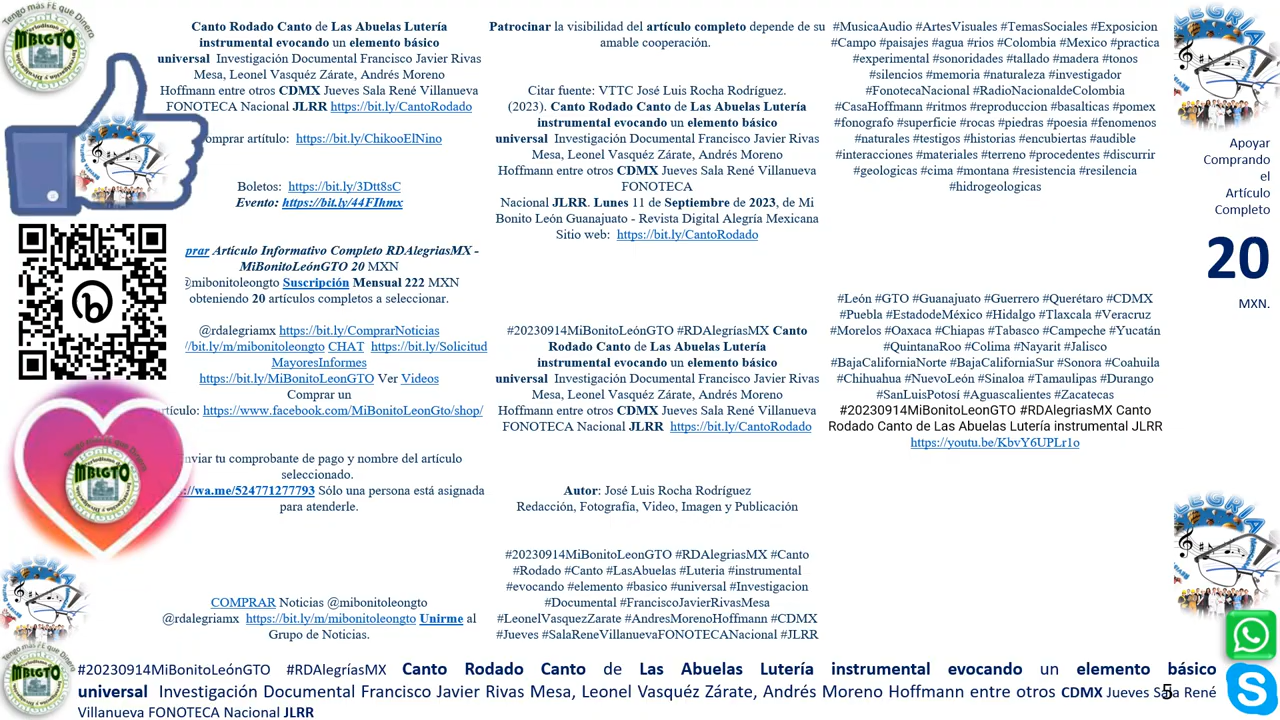 Canto Rodado Canto de Las Abuelas Lutería
instrumental evocando un elemento básico
universal Investigación Documental Francisco Javier Rivas
Mesa, Leonel Vasquéz Zárate, Andrés Moreno
Hoffmann entre otros CDMX Jueves Sala René Villanueva
FONOTECA Nacional JLRR https://bit.ly/CantoRodado
omprar artítulo: https://bit.ly/ChikooElNino
Boletos: https://bit.ly/3Dtt8sC
Evento: https://bit.ly/44FIhmx
prar Artículo Informativo Completo RDAlegriasMX -
MiBonitoLeónGTO 20 MXN
@mibonitoleongto Suscripción Mensual 222 MXN
obteniendo 20 artículos completos a seleccionar.
@rdalegriamx https://bit.ly/ComprarNoticias
//bit.ly/m/mibonitoleongto CHAT https://bit.ly/Solicitud
MayoresInformes
https://bit.ly/MiBonitoLeonGTO Ver Videos
Comprar un
rtículo: https://www.facebook.com/MiBonitoLeonGto/shop/
nviar tu comprobante de pago y nombre del artículo
seleccionado.
://wa.me/524771277793 Sólo una persona está asignada
para atenderle.
COMPRAR Noticias @mibonitoleongto
@rdalegriamx https://bit.ly/m/mibonitoleongto Unirme al
Grupo de Noticias.
Patrocinar la visibilidad del artículo completo depende de su
amable cooperación.
Citar fuente: VTTC José Luis Rocha Rodríguez.
(2023). Canto Rodado Canto de Las Abuelas Lutería
instrumental evocando un elemento básico
universal Investigación Documental Francisco Javier Rivas
Mesa, Leonel Vasquéz Zárate, Andrés Moreno
Hoffmann entre otros CDMX Jueves Sala René Villanueva
FONOTECA
Nacional JLRR. Lunes 11 de Septiembre de 2023, de Mi
Bonito León Guanajuato - Revista Digital Alegría Mexicana
Sitio web: https://bit.ly/CantoRodado
#20230914MiBonitoLeónGTO #RDAlegríasMX Canto
Rodado Canto de Las Abuelas Lutería
instrumental evocando un elemento básico
universal Investigación Documental Francisco Javier Rivas
Mesa, Leonel Vasquéz Zárate, Andrés Moreno
Hoffmann entre otros CDMX Jueves Sala René Villanueva
FONOTECA Nacional JLRR https://bit.ly/CantoRodado
Autor: José Luis Rocha Rodríguez
Redacción, Fotografía, Video, Imagen y Publicación
#20230914MiBonitoLeonGTO #RDAlegriasMX #Canto
#Rodado #Canto #LasAbuelas #Luteria #instrumental
#evocando #elemento #basico #universal #Investigacion
#Documental #FranciscoJavierRivasMesa
#LeonelVasquezZarate #AndresMorenoHoffmann #CDMX
#Jueves #SalaReneVillanuevaFONOTECANacional #JLRR
#MusicaAudio #ArtesVisuales #TemasSociales #Exposicion
#Campo #paisajes #agua #rios #Colombia #Mexico #practica
#experimental #sonoridades #tallado #madera #tonos
#silencios #memoria #naturaleza #investigador
#FonotecaNacional #RadioNacionaldeColombia
#CasaHoffmann #ritmos #reproduccion #basalticas #pomex
#fonografo #superficie #rocas #piedras #poesia #fenomenos
#naturales #testigos #historias #encubiertas #audible
#interacciones #materiales #terreno #procedentes #discurrir
#geologicas #cima #montana #resistencia #resilencia
#hidrogeologicas
#León #GTO #Guanajuato #Guerrero #Querétaro #CDMX
#Puebla #EstadodeMéxico #Hidalgo #Tlaxcala #Veracruz
#Morelos #Oaxaca #Chiapas #Tabasco #Campeche #Yucatán
#QuintanaRoo #Colima #Nayarit #Jalisco
#BajaCaliforniaNorte #BajaCaliforniaSur #Sonora #Coahuila
#Chihuahua #NuevoLeón #Sinaloa #Tamaulipas #Durango
#SanLuisPotosí #Aguascalientes #Zacatecas
#20230914MiBonitoLeonGTO #RDAlegriasMX Canto
Rodado Canto de Las Abuelas Lutería instrumental JLRR
https://youtu.be/KbvY6UPLr1o
Apoyar
Comprando
el
Artículo
Completo
20
MXN.
#20230914MiBonitoLeónGTO #RDAlegríasMX Canto Rodado Canto de Las Abuelas Lutería instrumental evocando un elemento básico
universal Investigación Documental Francisco Javier Rivas Mesa, Leonel Vasquéz Zárate, Andrés Moreno Hoffmann entre otros CDMX Jueves Sala René
Villanueva FONOTECA Nacional JLRR
5
Tengo más FE que Dinero
MBLGTO